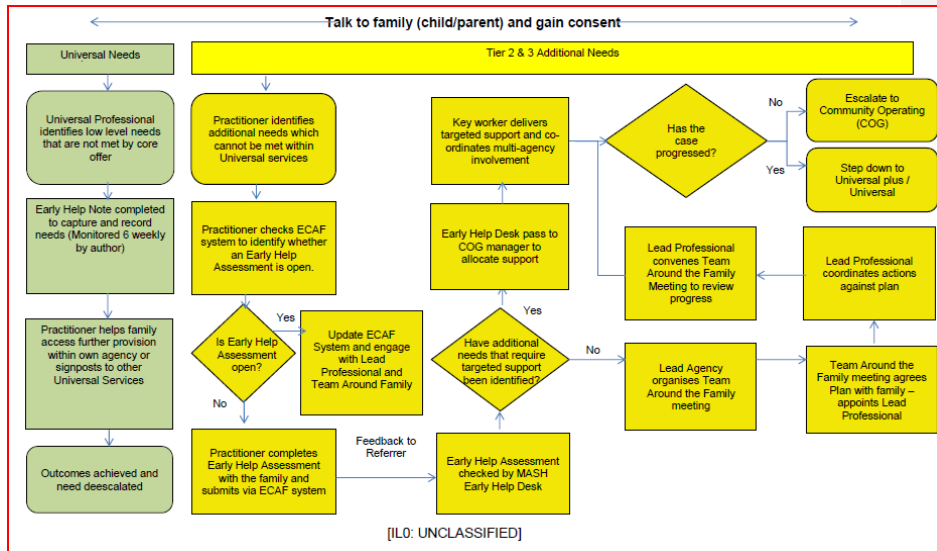 Talk to family (child/parent) and gain consent
Universal Needs
Tier 2 & 3 Additional Needs
Universal Professional
identifies low level needs
that are not met by core
offer
Early Help Note completed
to capture and record
needs (Monitored 6 weekly
by author)
Practitioner helps family
access further provision
within own agency or
signposts to other
Universal Services
Outcomes achieved and
need deescalated
Practitioner identifies
additional needs which
cannot be met within
Universal services
Practitioner checks ECAF
system to identify whether
an Early Help
Assessment is open.
Is Early Help
Assessment
open?
Yes
Update ECAF
System and engage
with Lead
Professional and
Team Around Family
No
Practitioner completes
Early Help Assessment
with the family and
submits via ECAF system
Feedback to
Referrer
Early Help Assessment
checked by MASH
Early Help Desk
Have additional
needs that require
targeted support
been identified?
Yes
Early Help Desk pass to
COG manager to
allocate support
Key worker delivers
targeted support and co-
ordinates multi-agency
involvement
No
Lead Agency
organises Team
Around the Family
meeting
Team Around the
Family meeting agrees
Plan with family –
appoints Lead
Professional
Lead Professional
coordinates actions
against plan
Lead Professional
convenes Team
Around the Family
Meeting to review
progress
Has the
case
progressed?
No
Escalate to
Community Operating
(COG)
Yes
Step down to
Universal plus /
Universal
[IL0: UNCLASSIFIED]